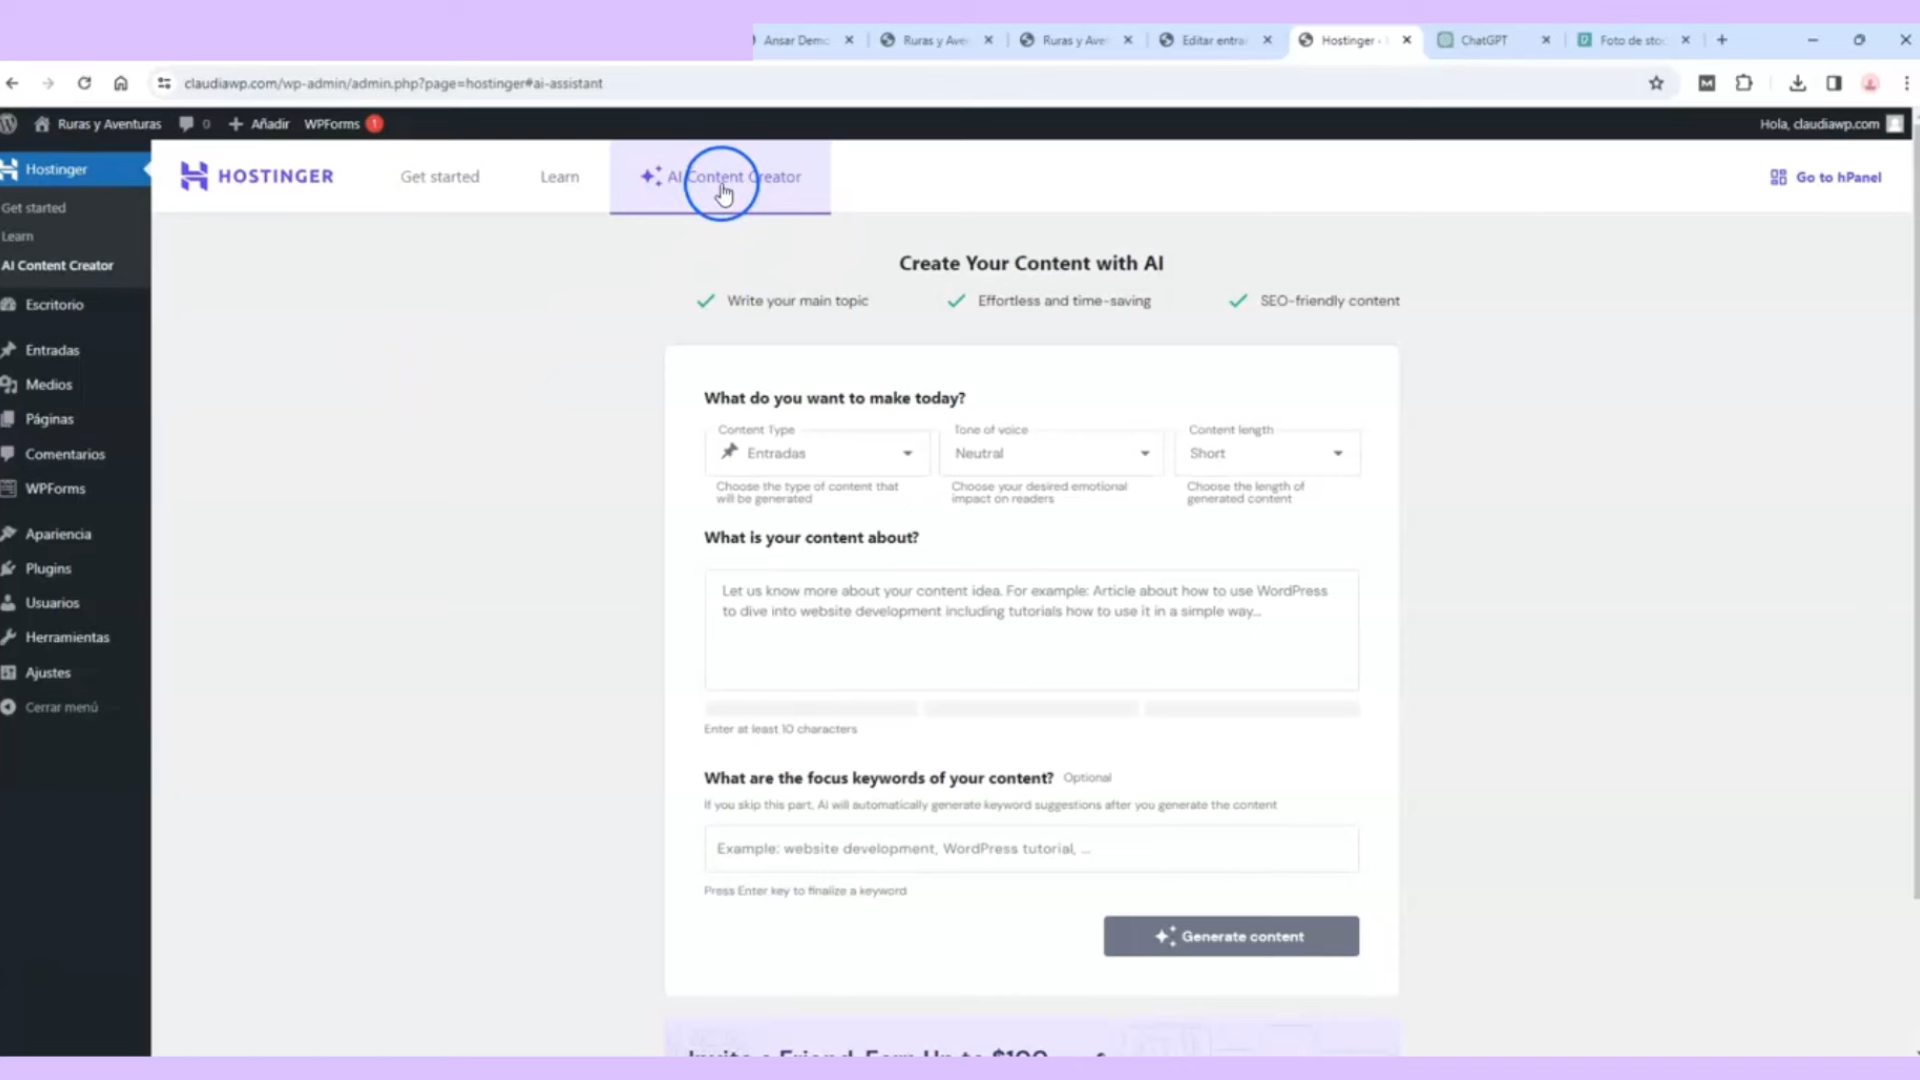 Ansar Demo
Ruras y Ave
Ruras y Ave
Editar entra
Hostinger
ChatGPT
Foto de sto
claudiawp.com/wp-admin/admin.php?page=hostinger#ai-assistant
Ruras y Aventuras
0
Añadir
WPForms
1
Hola, claudiawp.com
Hostinger
HOSTINGER
Get started
Learn
AI Content Creator
Go to hPanel
Get started
Learn
AI Content Creator
Escritorio
Entradas
Medios
Páginas
Comentarios
WPForms
Apariencia
Plugins
Usuarios
Herramientas
Ajustes
Cerrar menú
Create Your Content with AI
Write your main topic
Effortless and time-saving
SEO-friendly content
What do you want to make today?
Content Type
Entradas
Choose the type of content that
will be generated
Tone of voice
Neutral
Choose your desired emotional
impact on readers
Content length
Short
Choose the length of
generated content
What is your content about?
Let us know more about your content idea. For example: Article about how to use WordPress
to dive into website development including tutorials how to use it in a simple way...
Enter at least 10 characters
What are the focus keywords of your content? Optional
If you skip this part, AI will automatically generate keyword suggestions after you generate the content
Example: website development, WordPress tutorial, ...
Press Enter key to finalize a keyword
Generate content
Invite a Friend, Earn Up to $100